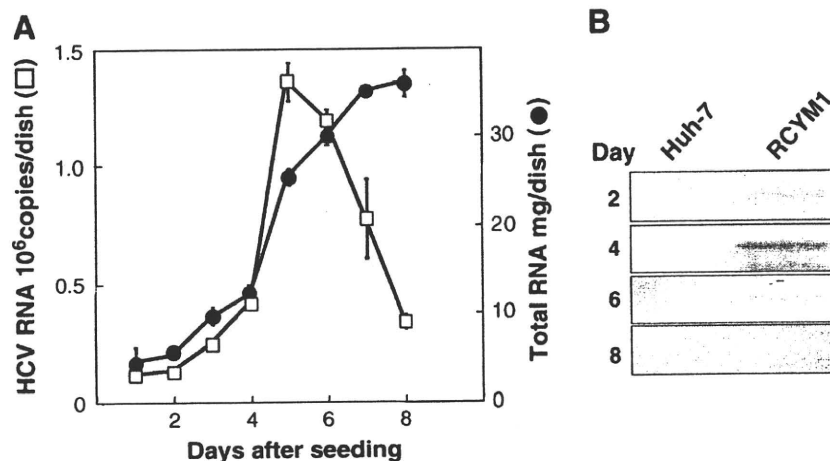 A
HCV RNA 10⁶copies/dish (□)
1.5
1.0
0.5
0
2
4
6
8
Days after seeding
30
20
10
0
Total RNA mg/dish (●)
B
Day
Huh-7
RCYM1
2
4
6
8